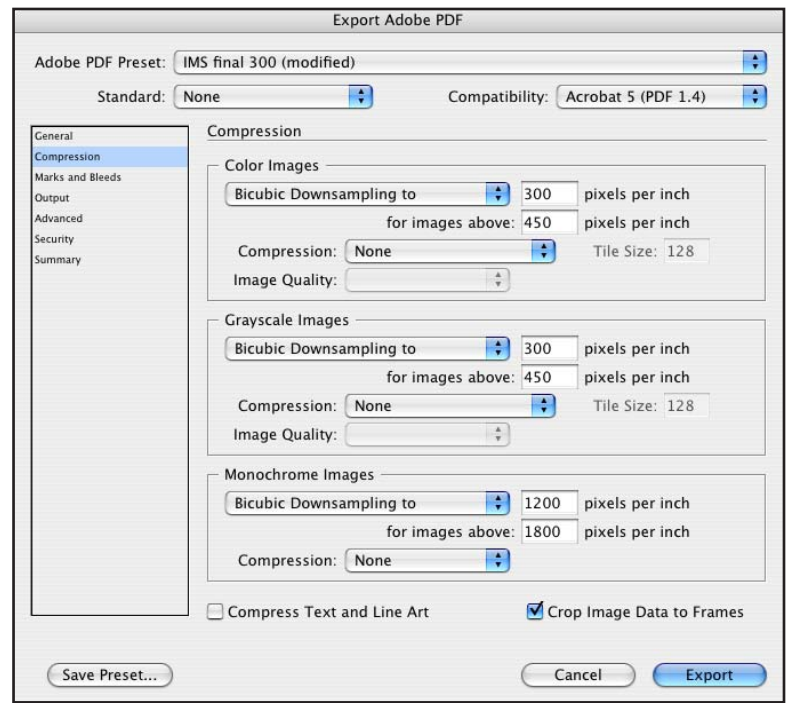 Export Adobe PDF
Adobe PDF Preset: IMS final 300 (modified)
Standard: None Compatibility: Acrobat 5 (PDF 1.4)
General
Compression
Marks and Bleeds
Output
Advanced
Security
Summary
Compression
Color Images
Bicubic Downsampling to 300 pixels per inch
for images above: 450 pixels per inch
Compression: None Tile Size: 128
Image Quality:
Grayscale Images
Bicubic Downsampling to 300 pixels per inch
for images above: 450 pixels per inch
Compression: None Tile Size: 128
Image Quality:
Monochrome Images
Bicubic Downsampling to 1200 pixels per inch
for images above: 1800 pixels per inch
Compression: None
Compress Text and Line Art Crop Image Data to Frames
Save Preset... Cancel Export